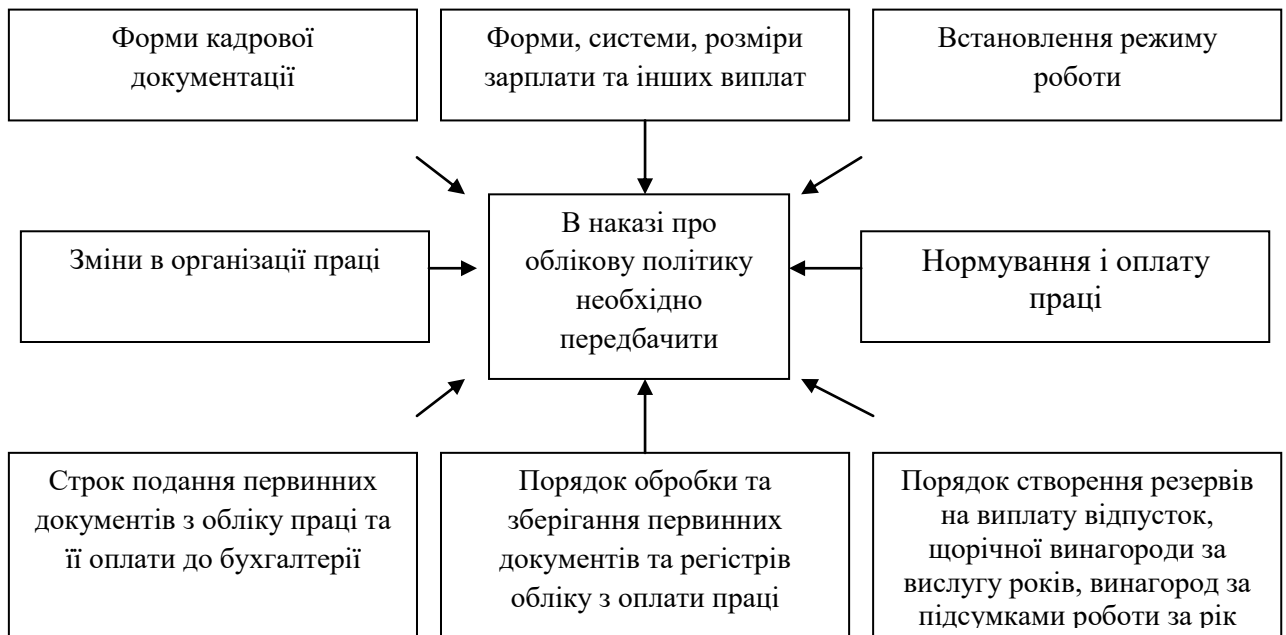 Форми кадрової
документації
Форми, системи, розміри
зарплати та інших виплат
Встановлення режиму
роботи
Зміни в організації праці
В наказі про
облікову політику
необхідно
передбачити
Нормування і оплату
праці
Строк подання первинних
документів з обліку праці та
її оплати до бухгалтерії
Порядок обробки та
зберігання первинних
документів та регістрів
обліку з оплати праці
Порядок створення резервів
на виплату відпусток,
щорічної винагороди за
вислугу років, винагород за
підсумками роботи за рік